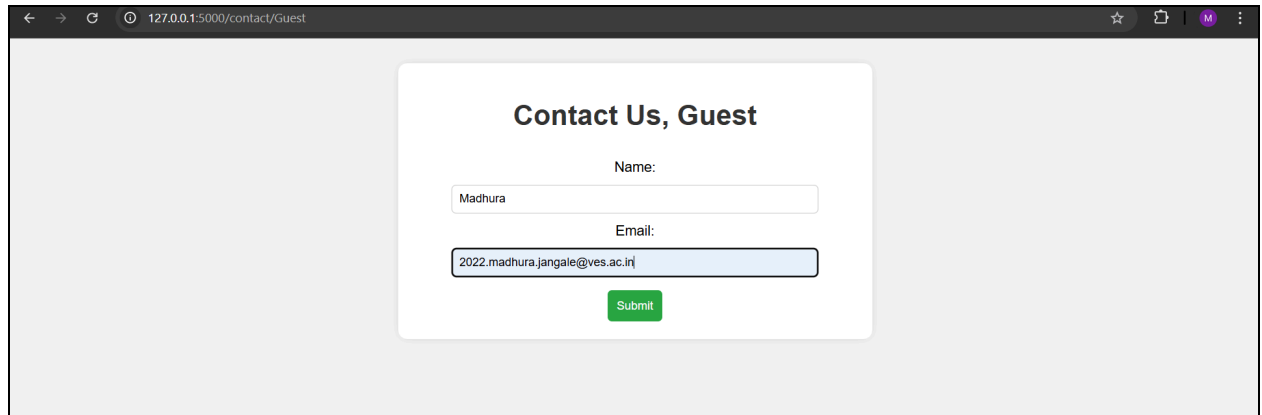 127.0.0.1:5000/contact/Guest
M
Contact Us, Guest
Name:
Madhura
Email:
2022.madhura.jangale@ves.ac.in
Submit